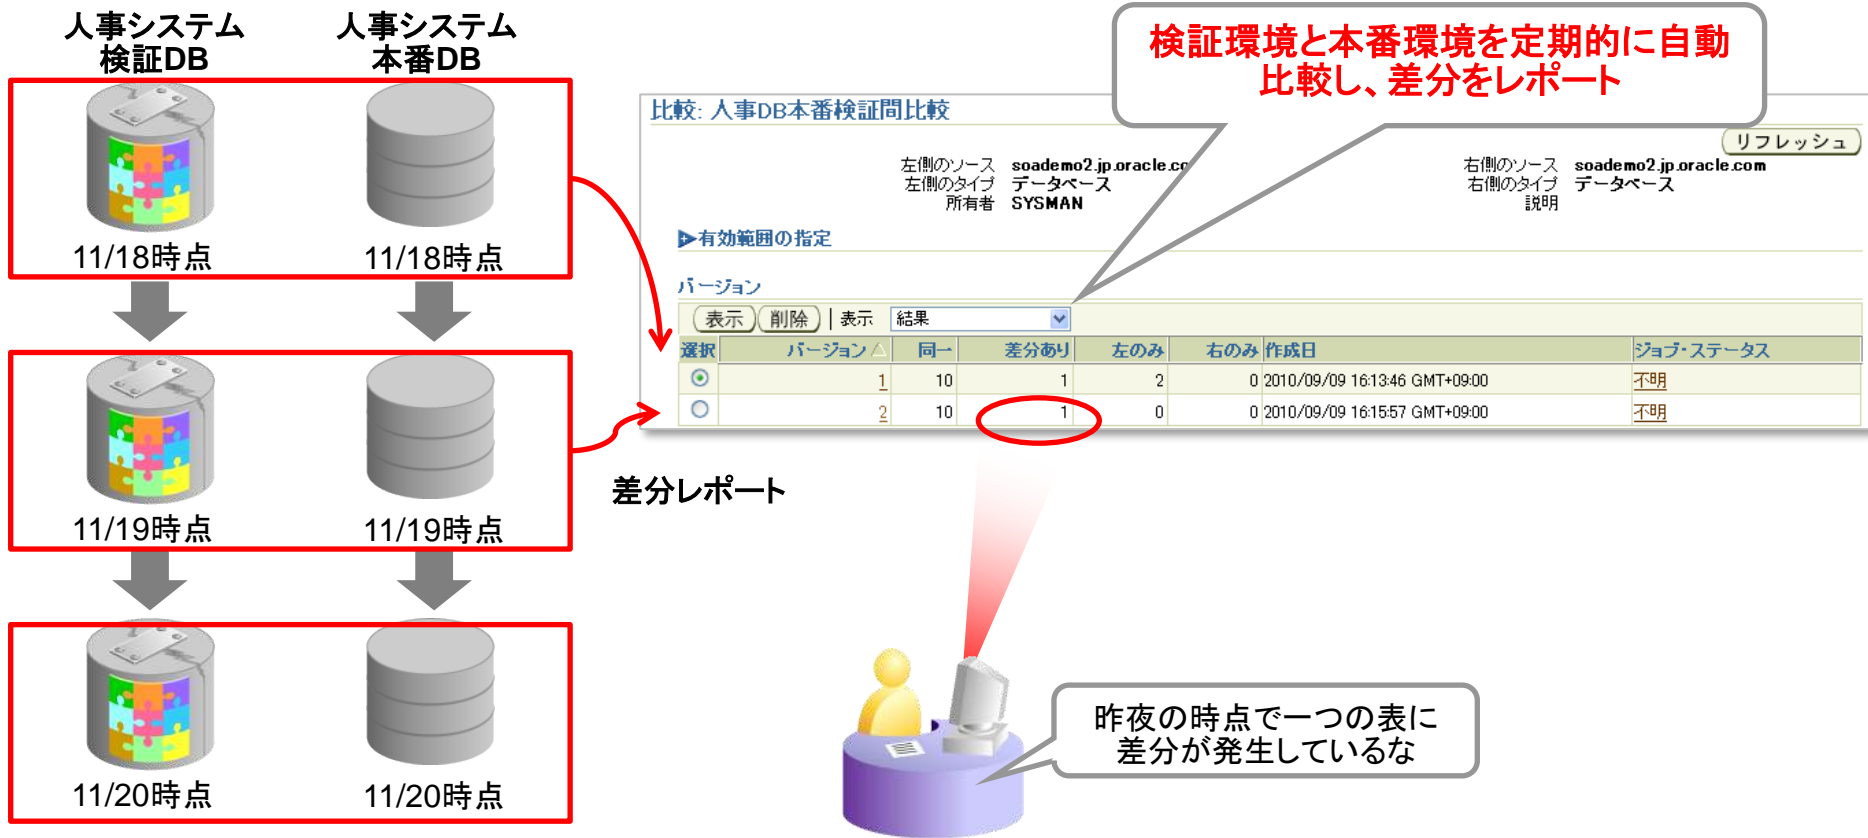 人事システム
検証DB
人事システム
本番DB
11/18時点
11/18時点
11/19時点
11/19時点
11/20時点
11/20時点
検証環境と本番環境を定期的に自動
比較し、差分をレポート
比較: 人事DB本番検証間比較
リフレッシュ
左側のソース soademo2.jp.oracle.co
左側のタイプ データベース
所有者 SYSMAN
右側のソース soademo2.jp.oracle.com
右側のタイプ データベース
説明
有効範囲の指定
バージョン
表示 削除 | 表示 結果
選択 バージョン 同一 差分あり 左のみ 右のみ 作成日 ジョブ・ステータス
1 10 1 2 0 2010/09/09 16:13:46 GMT+09:00 不明
2 10 1 0 0 2010/09/09 16:15:57 GMT+09:00 不明
差分レポート
昨夜の時点で一つの表に
差分が発生しているな